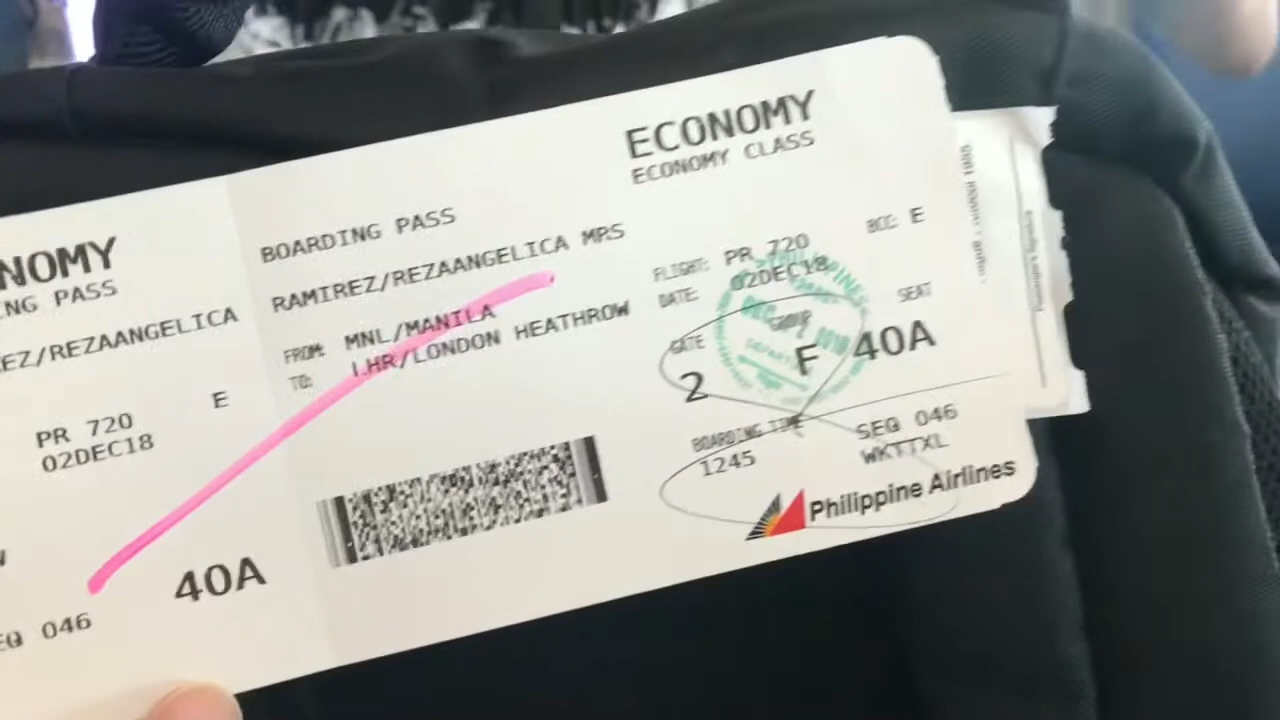 NOMY
NG PASS
EZ/REZAANGELICA
E
PR 720
02DEC18
40A
EQ 046
ECONOMY
ECONOMY CLASS
BOARDING PASS
RAMIREZ/REZAANGELICA MRS
FROM: MNL/MANILA
TO: LHR/LONDON HEATHROW
FLIGHT: PR 720
BCC: E
DATE: 02DEC18
GATE GROUP SEAT
2 F 40A
BOARDING TIME
1245
SEQ 046
WKTTXL
Philippine Airlines